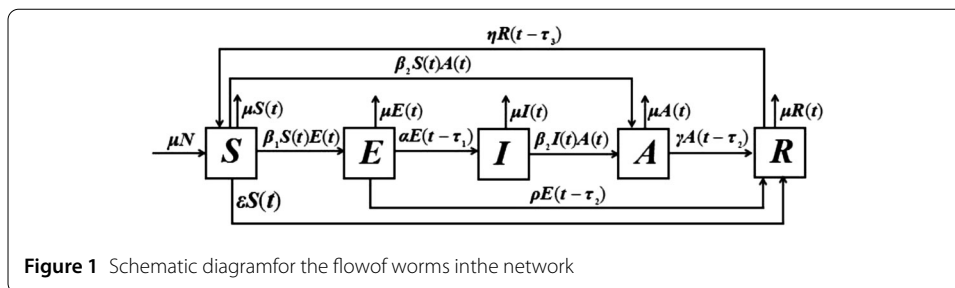 ηR(t−τ₃)
β₂S(t)A(t)
μS(t)
μE(t)
μI(t)
μA(t)
μR(t)
μN
S
β₁S(t)E(t)
E
αE(t−τ₁)
I
β₂I(t)A(t)
A
γA(t−τ₂)
R
εS(t)
ρE(t−τ₂)
Figure 1 Schematic diagramfor the flowof worms inthe network